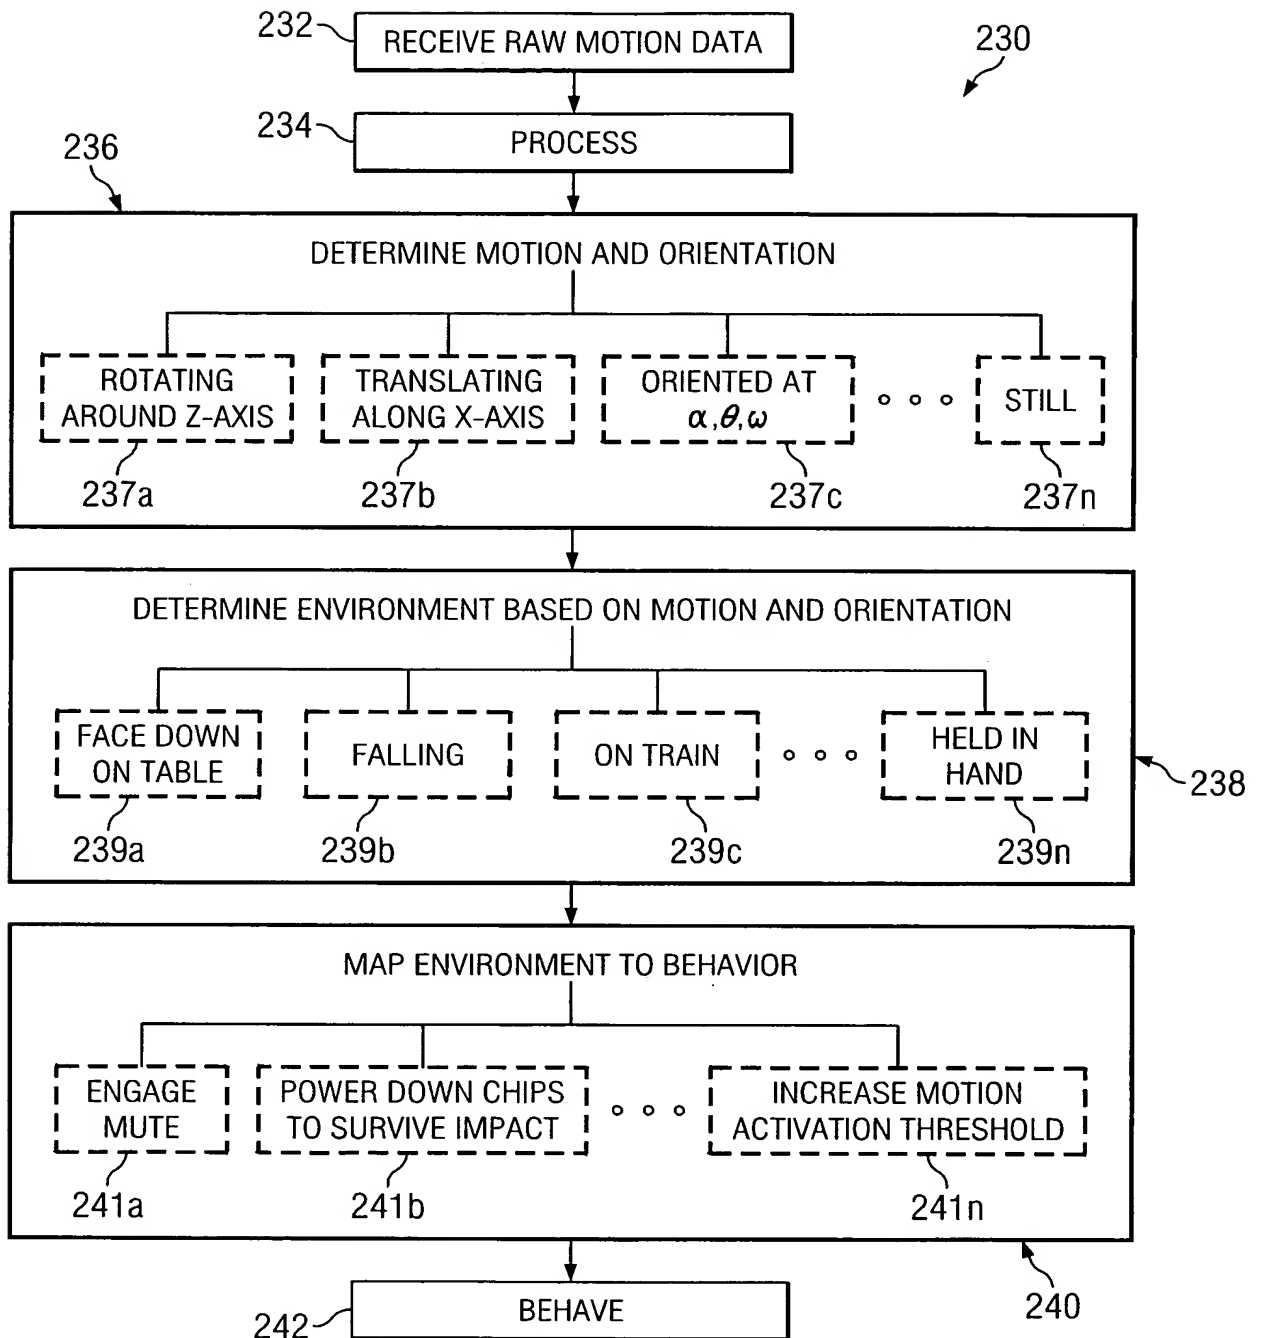 232
RECEIVE RAW MOTION DATA
230
234
PROCESS
236
DETERMINE MOTION AND ORIENTATION
ROTATING
AROUND Z-AXIS
TRANSLATING
ALONG X-AXIS
ORIENTED AT
α,θ,ω
STILL
237a
237b
237c
237n
DETERMINE ENVIRONMENT BASED ON MOTION AND ORIENTATION
FACE DOWN
ON TABLE
FALLING
ON TRAIN
HELD IN
HAND
238
239a
239b
239c
239n
MAP ENVIRONMENT TO BEHAVIOR
ENGAGE
MUTE
POWER DOWN CHIPS
TO SURVIVE IMPACT
INCREASE MOTION
ACTIVATION THRESHOLD
241a
241b
241n
240
242
BEHAVE